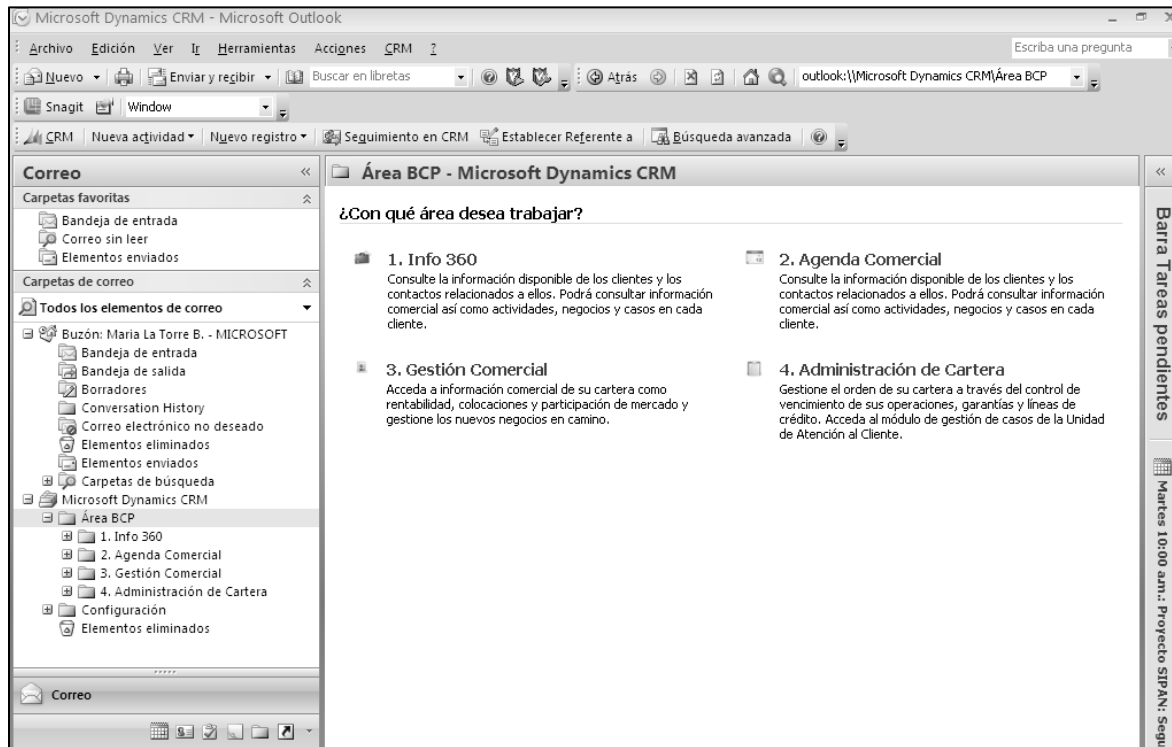 Microsoft Dynamics CRM - Microsoft Outlook
Archivo Edición Ver Ir Herramientas Acciones CRM ?
Escriba una pregunta
Nuevo Enviar y recibir Buscar en libretas Atrás outlook:\\Microsoft Dynamics CRM\Área BCP
Snagit Window
CRM Nueva actividad Nuevo registro Seguimiento en CRM Establecer Referente a Búsqueda avanzada
Correo
Carpetas favoritas
Bandeja de entrada
Correo sin leer
Elementos enviados
Carpetas de correo
Todos los elementos de correo
Buzón: Maria La Torre B. - MICROSOFT
Bandeja de entrada
Bandeja de salida
Borradores
Conversation History
Correo electrónico no deseado
Elementos eliminados
Elementos enviados
Carpetas de búsqueda
Microsoft Dynamics CRM
Área BCP
1. Info 360
2. Agenda Comercial
3. Gestión Comercial
4. Administración de Cartera
Configuración
Elementos eliminados
Correo
Área BCP - Microsoft Dynamics CRM
¿Con qué área desea trabajar?
1. Info 360
Consulte la información disponible de los clientes y los
contactos relacionados a ellos. Podrá consultar información
comercial así como actividades, negocios y casos en cada
cliente.
2. Agenda Comercial
Consulte la información disponible de los clientes y los
contactos relacionados a ellos. Podrá consultar información
comercial así como actividades, negocios y casos en cada
cliente.
3. Gestión Comercial
Acceda a información comercial de su cartera como
rentabilidad, colocaciones y participación de mercado y
gestione los nuevos negocios en camino.
4. Administración de Cartera
Gestione el orden de su cartera a través del control de
vencimiento de sus operaciones, garantías y líneas de
crédito. Acceda al módulo de gestión de casos de la Unidad
de Atención al Cliente.
Barra Tareas pendientes
Martes 10:00 a.m.: Proyecto SIPAN: Segu